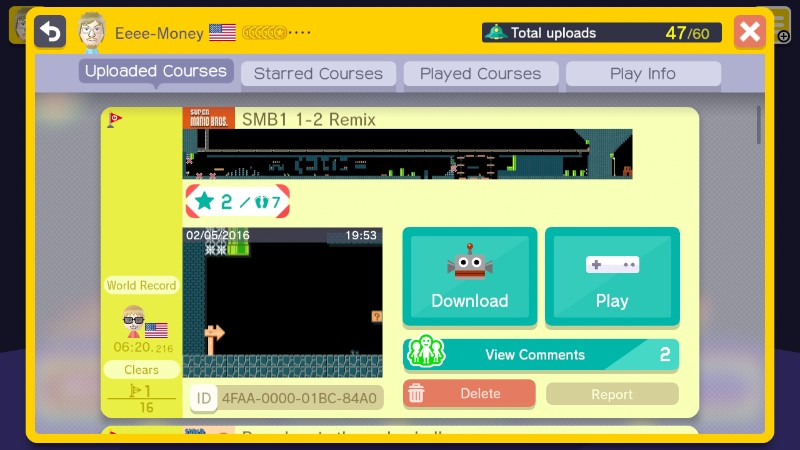 Eeee-Money
Total uploads 47/60
Uploaded Courses
Starred Courses
Played Courses
Play Info
SUPER
MARIO BROS.
SMB1 1-2 Remix
2 / 7
02/05/2016 19:53
World Record
06:20.216
Clears
1
16
Download
Play
View Comments 2
ID 4FAA-0000-01BC-84A0
Delete
Report